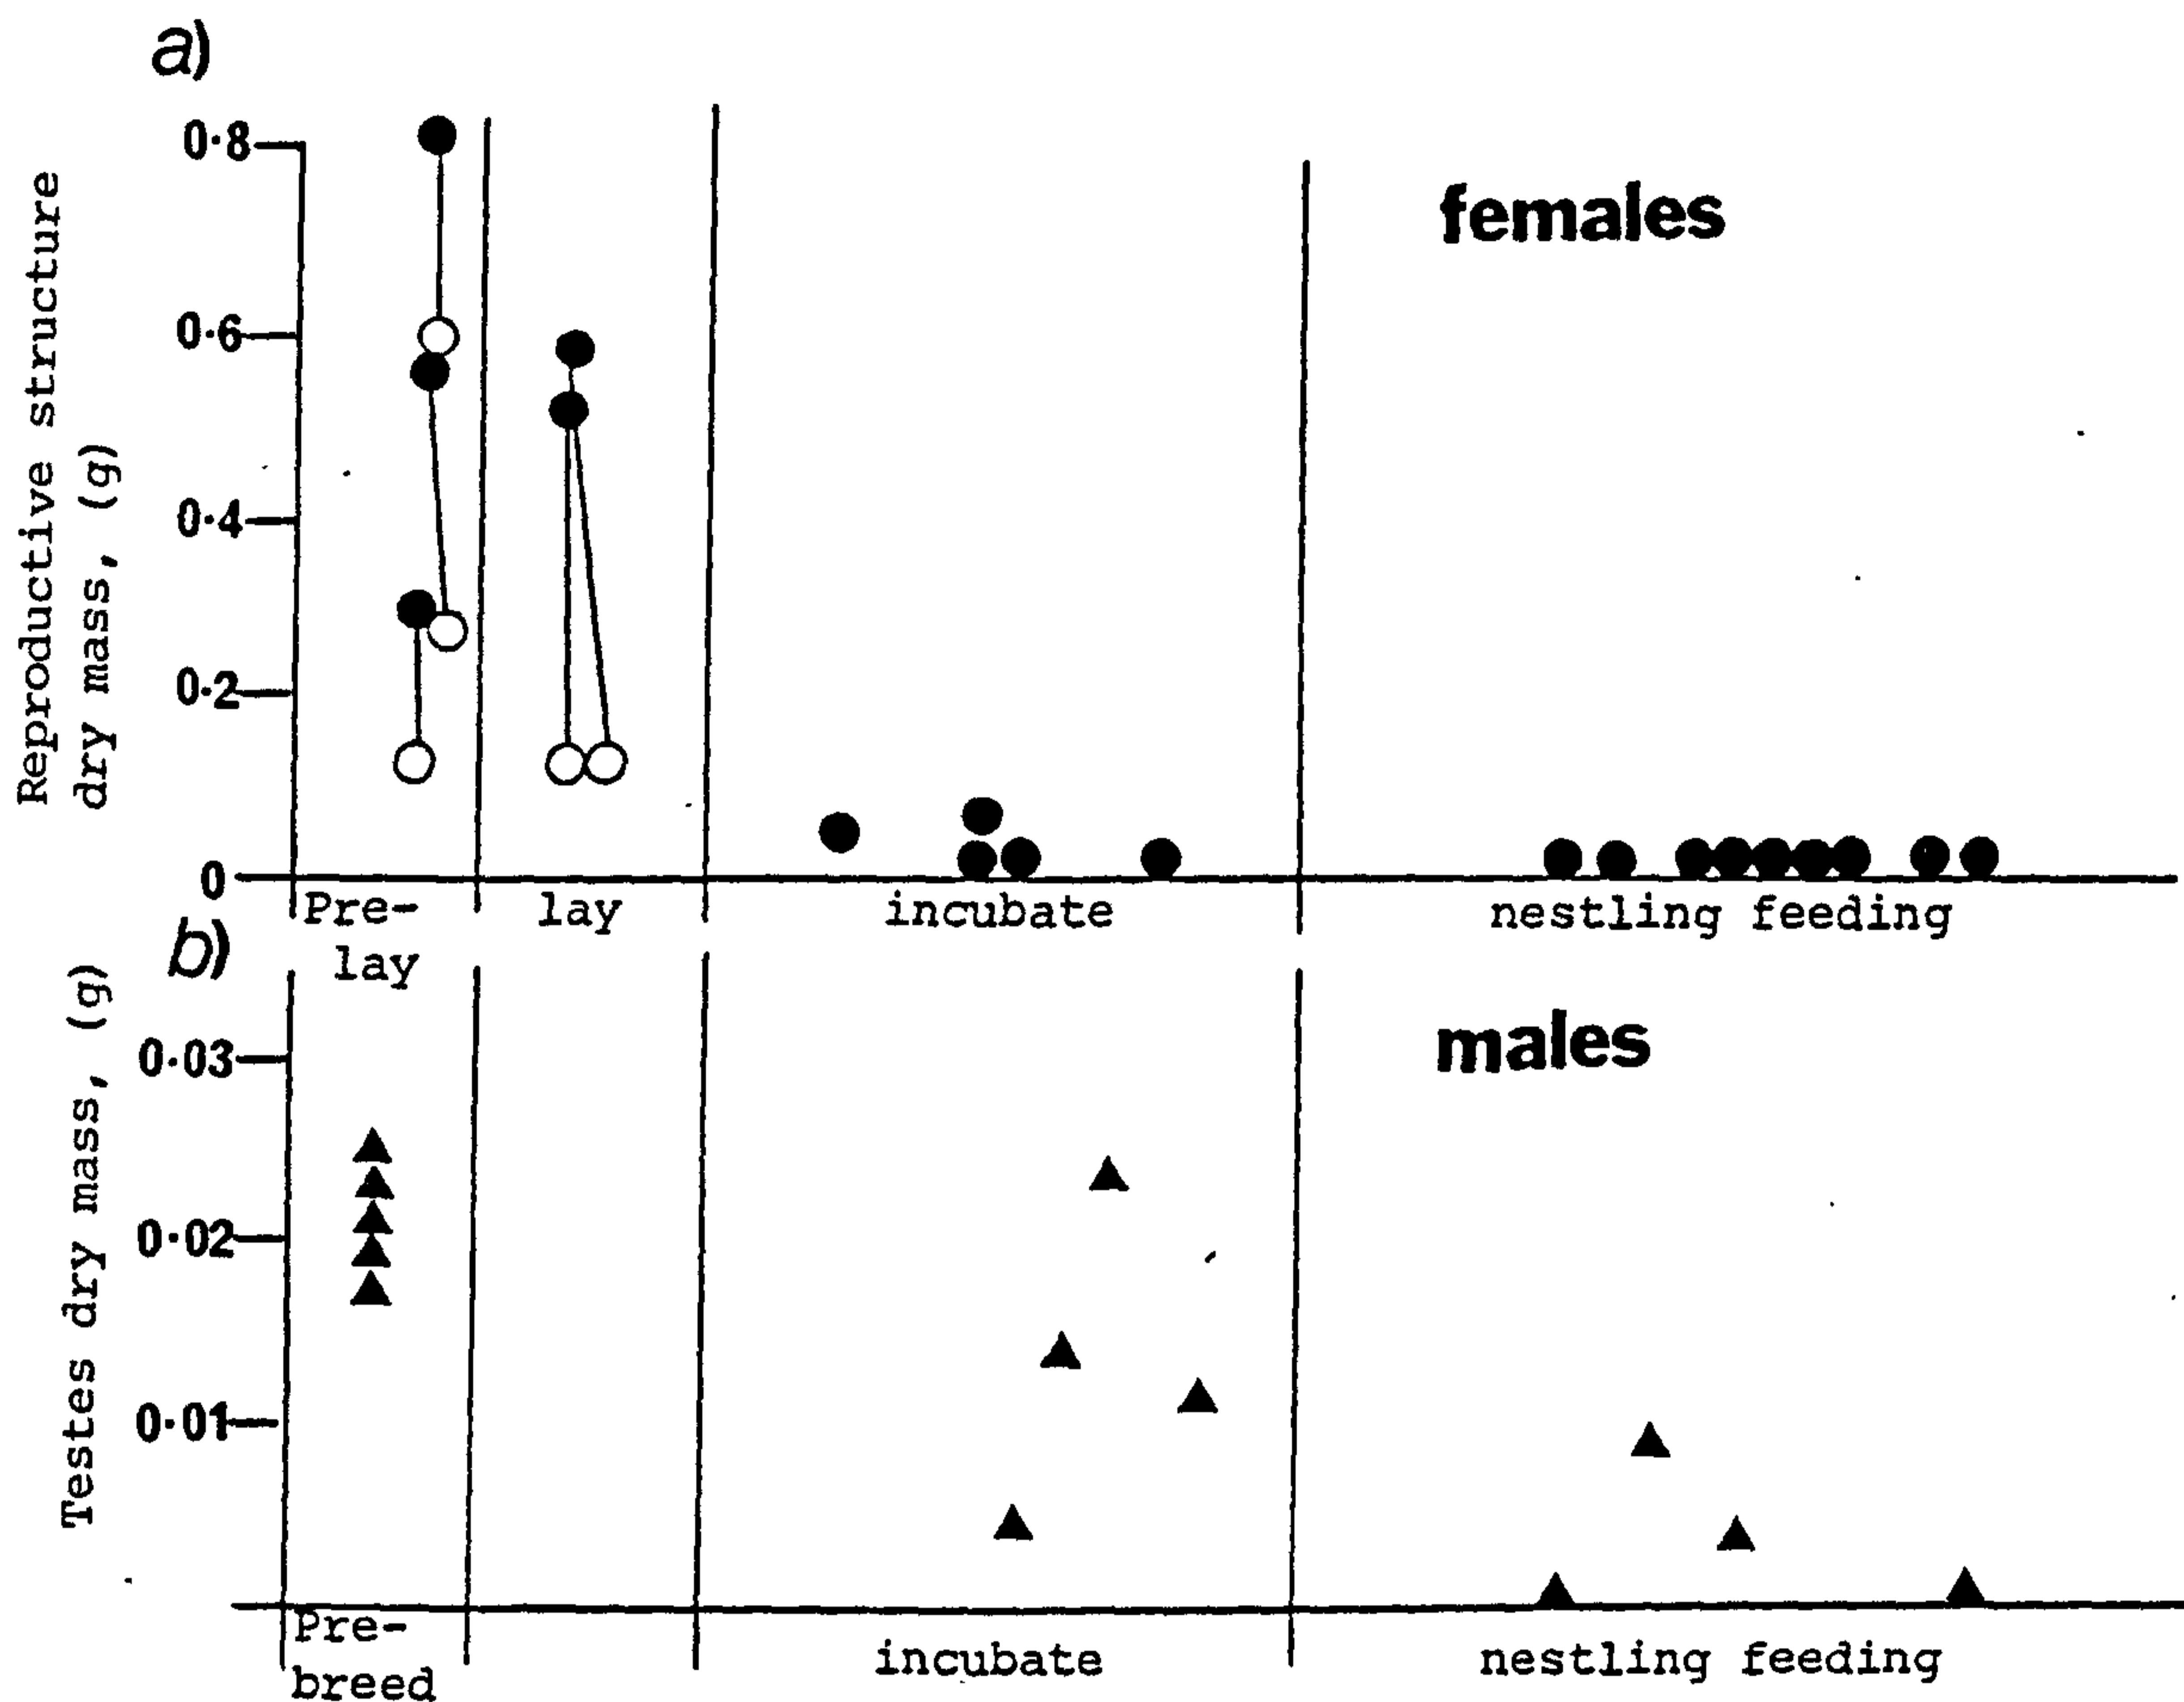 a)
Reproductive structure
dry mass, (g)
0·8
0·6
0·4
0·2
0
females
Pre-
lay
lay
incubate
nestling feeding
b)
Testes dry mass, (g)
0·03
0·02
0·01
males
Pre-
breed
incubate
nestling feeding